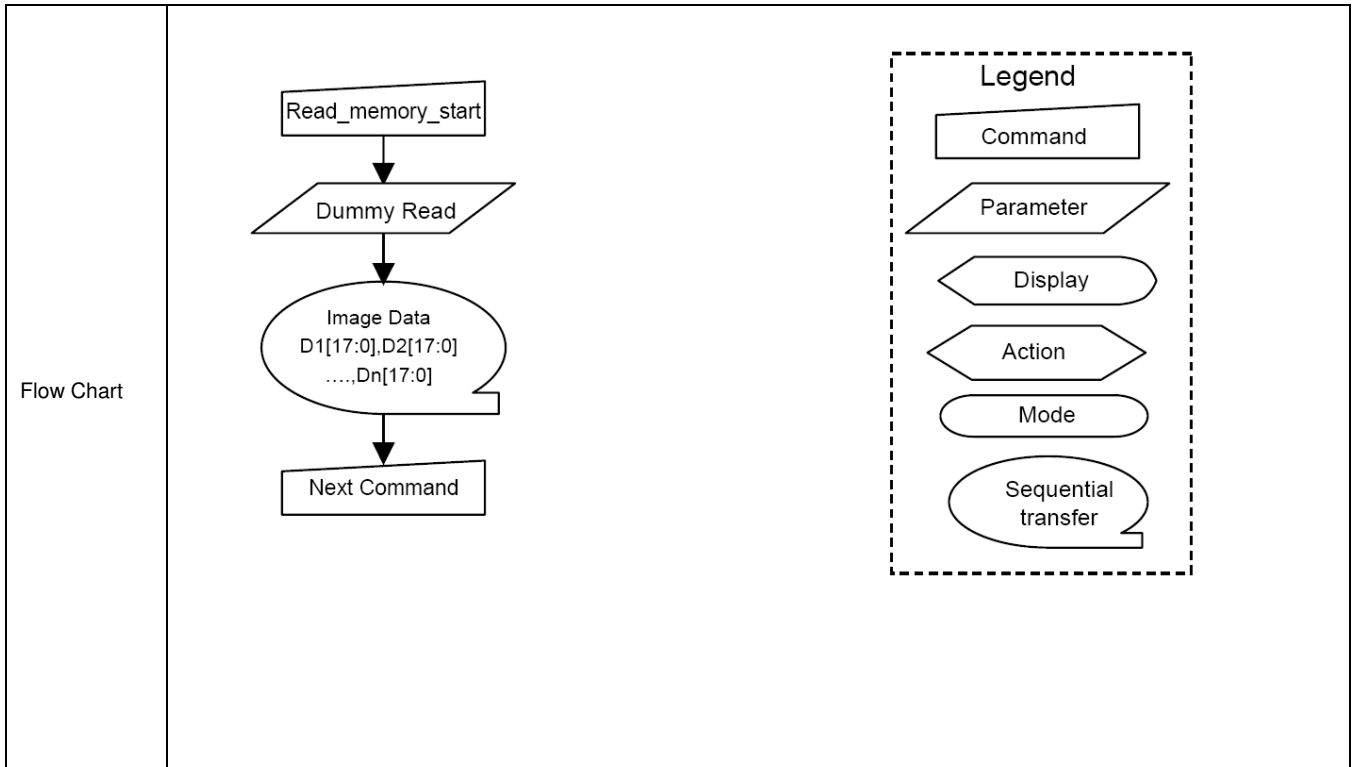 Flow Chart
Read_memory_start
Dummy Read
Image Data
D1[17:0],D2[17:0]
....,Dn[17:0]
Next Command
Legend
Command
Parameter
Display
Action
Mode
Sequential
transfer